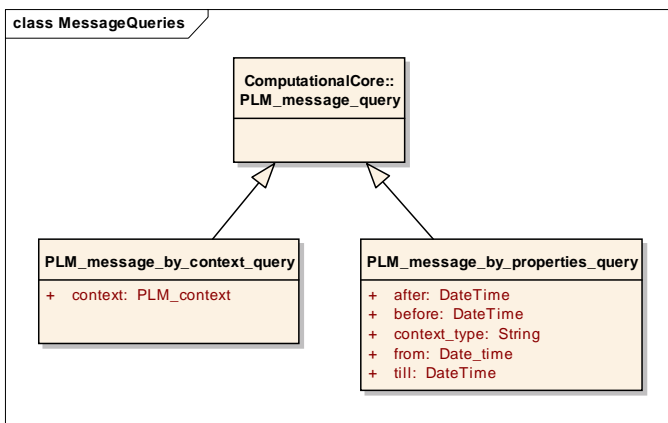 class MessageQueries
ComputationalCore::
PLM_message_query
PLM_message_by_context_query
+ context: PLM_context
PLM_message_by_properties_query
+ after: DateTime
+ before: DateTime
+ context_type: String
+ from: Date_time
+ till: DateTime